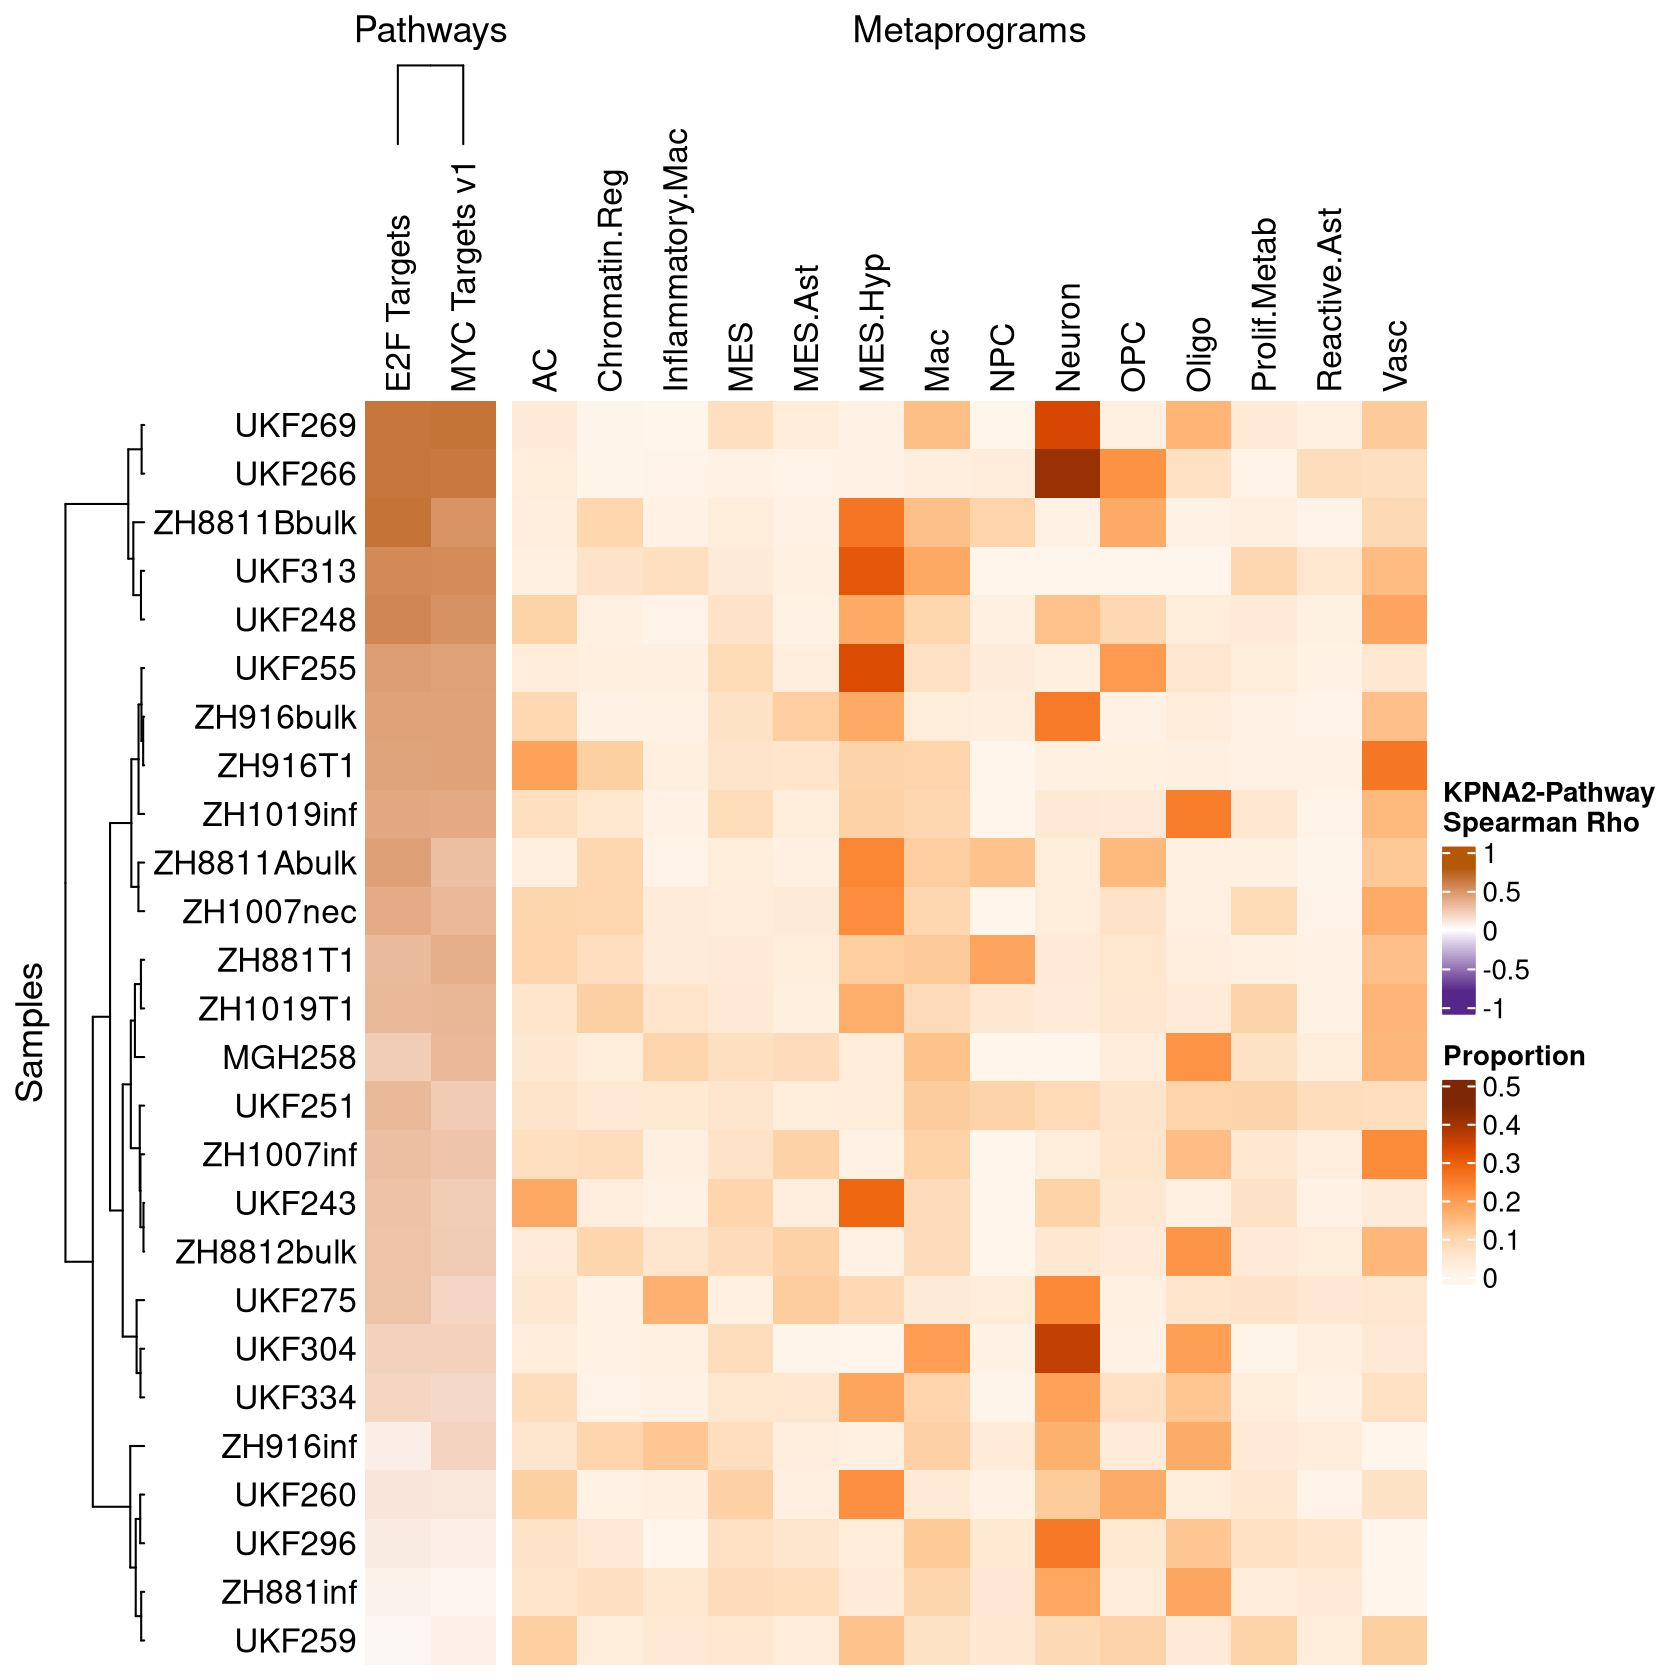 Pathways
Metaprograms
E2F Targets
MYC Targets v1
AC
Chromatin.Reg
Inflammatory.Mac
MES
MES.Ast
MES.Hyp
Mac
NPC
Neuron
OPC
Oligo
Prolif.Metab
Reactive.Ast
Vasc
Samples
UKF269
UKF266
ZH8811Bbulk
UKF313
UKF248
UKF255
ZH916bulk
ZH916T1
ZH1019inf
ZH8811Abulk
ZH1007nec
ZH881T1
ZH1019T1
MGH258
UKF251
ZH1007inf
UKF243
ZH8812bulk
UKF275
UKF304
UKF334
ZH916inf
UKF260
UKF296
ZH881inf
UKF259
KPNA2-Pathway
Spearman Rho
1
0.5
0
-0.5
-1
Proportion
0.5
0.4
0.3
0.2
0.1
0